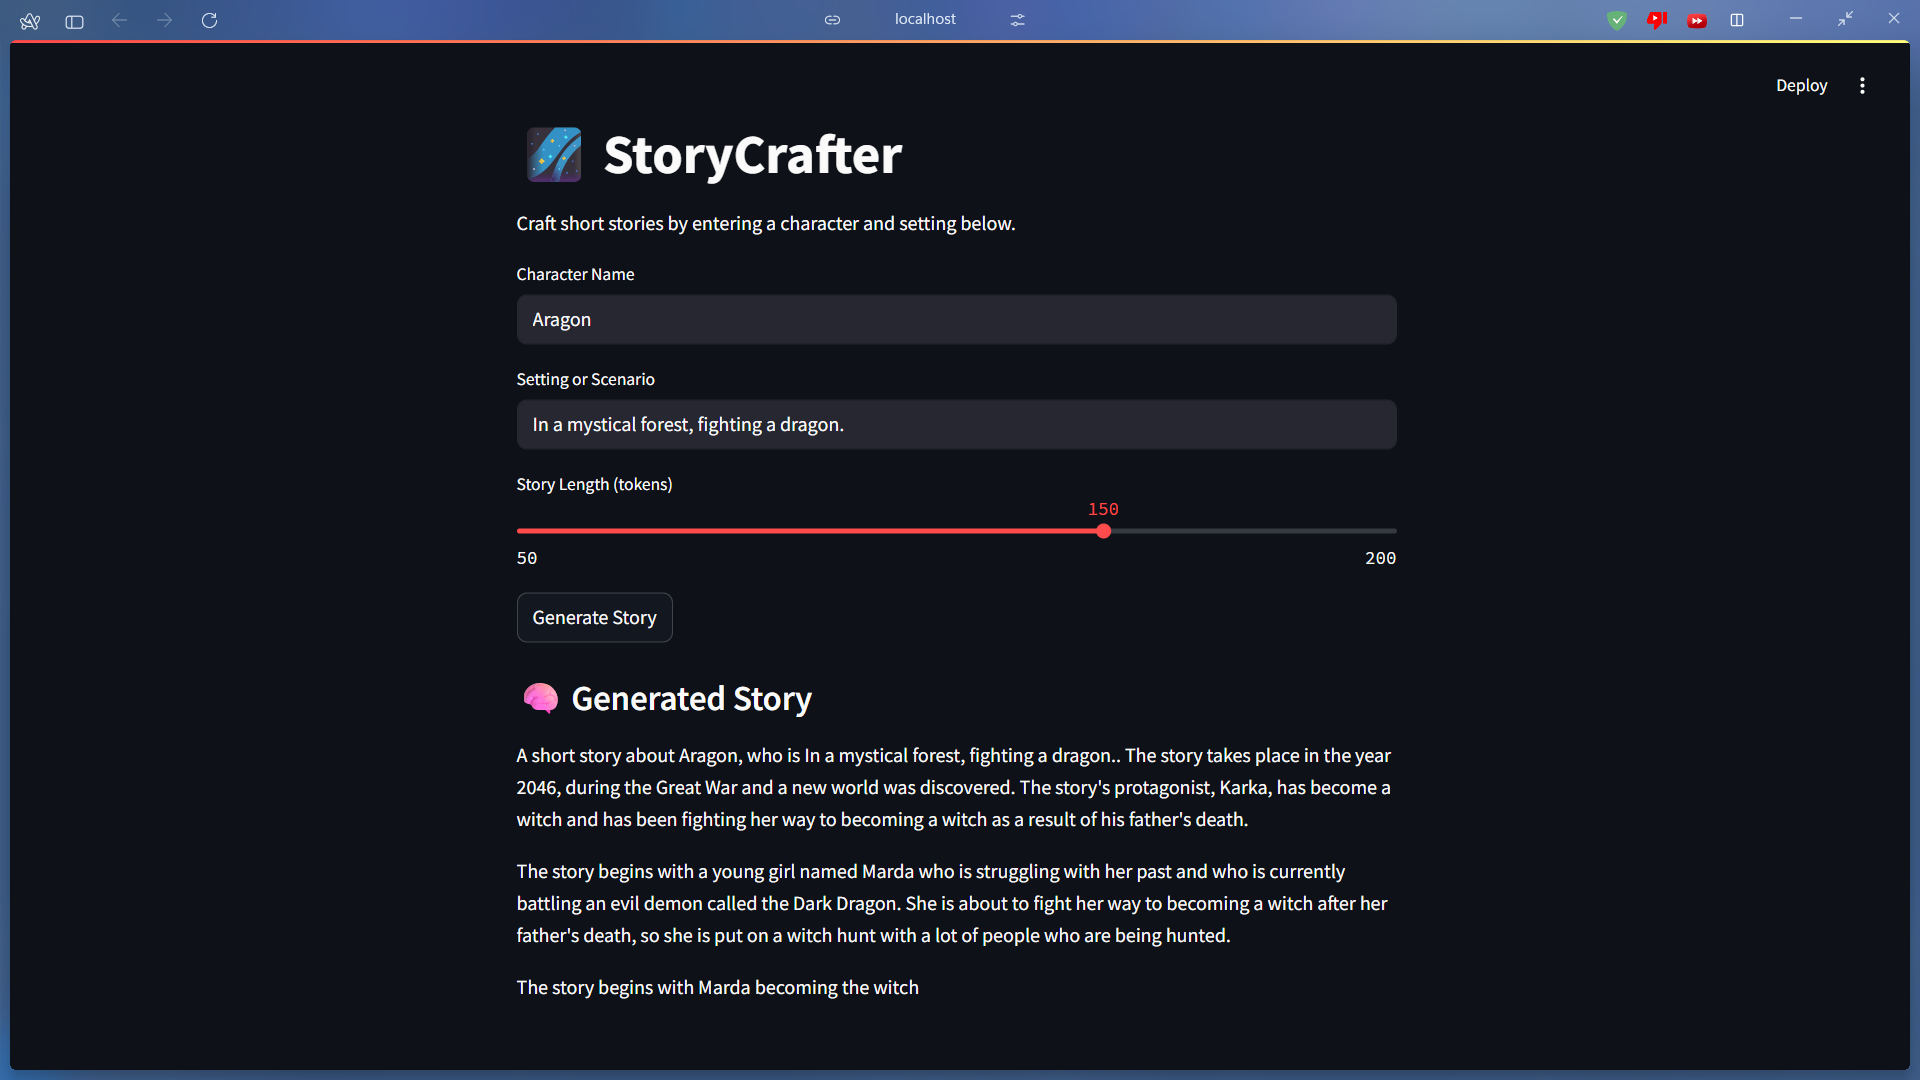 localhost
Deploy
StoryCrafter
Craft short stories by entering a character and setting below.
Character Name
Aragon
Setting or Scenario
In a mystical forest, fighting a dragon.
Story Length (tokens)
150
50
200
Generate Story
Generated Story
A short story about Aragon, who is In a mystical forest, fighting a dragon.. The story takes place in the year
2046, during the Great War and a new world was discovered. The story's protagonist, Karka, has become a
witch and has been fighting her way to becoming a witch as a result of his father's death.
The story begins with a young girl named Marda who is struggling with her past and who is currently
battling an evil demon called the Dark Dragon. She is about to fight her way to becoming a witch after her
father's death, so she is put on a witch hunt with a lot of people who are being hunted.
The story begins with Marda becoming the witch